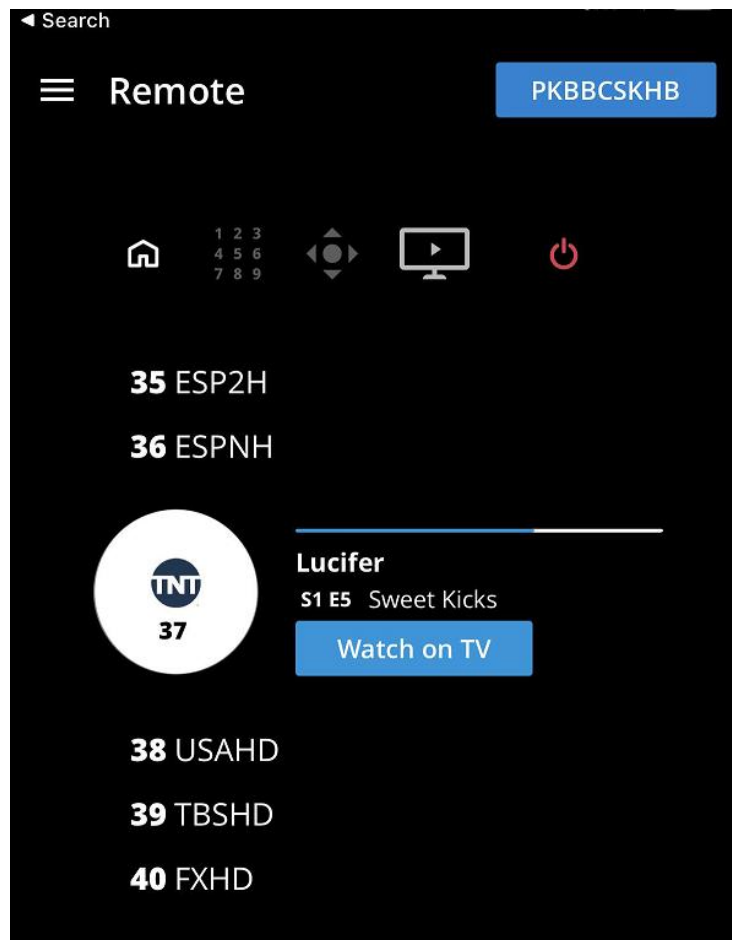 ◀ Search
Remote
PKBBCSKHB
1 2 3
4 5 6
7 8 9
35 ESP2H
36 ESPNH
TNT
37
Lucifer
S1 E5 Sweet Kicks
Watch on TV
38 USAHD
39 TBSHD
40 FXHD